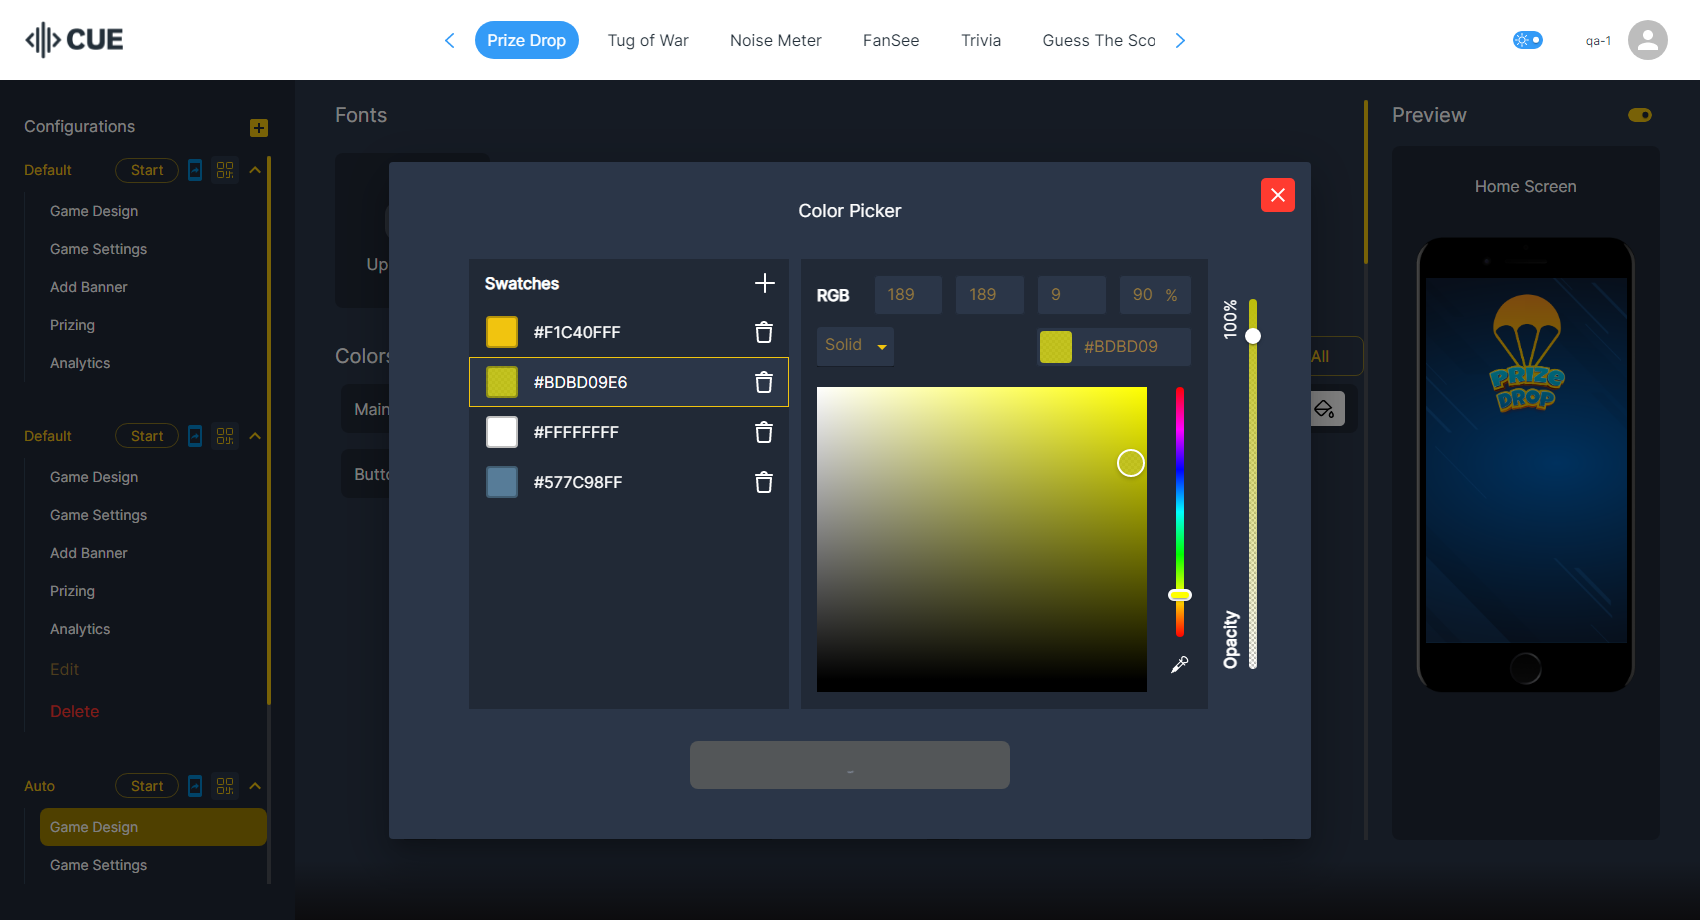 CUE
Prize Drop
Tug of War
Noise Meter
FanSee
Trivia
Guess The Sco
qa-1
Configurations
Default
Start
Game Design
Game Settings
Add Banner
Prizing
Analytics
Default
Start
Game Design
Game Settings
Add Banner
Prizing
Analytics
Edit
Delete
Auto
Start
Game Design
Game Settings
Fonts
Up
Colors
Main
Butto
All
Color Picker
Swatches
#F1C40FFF
#BDBD09E6
#FFFFFFFF
#577C98FF
RGB
189
189
9
90 %
Solid
#BDBD09
100%
Opacity
Preview
Home Screen
PRIZE
DROP